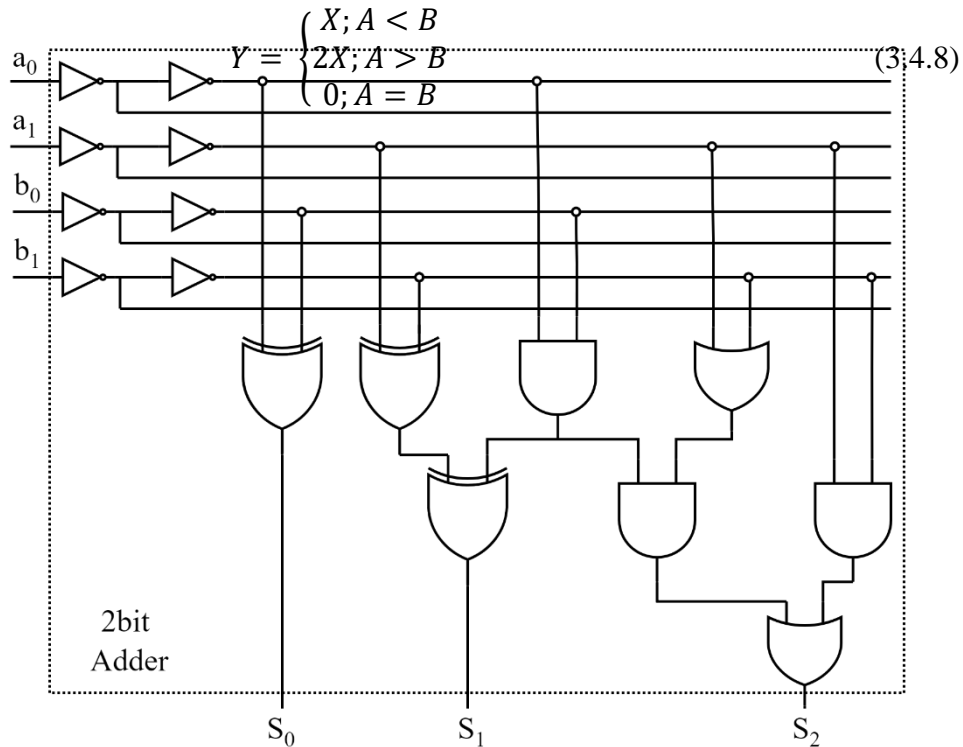 X; A < B
Y = { 2X; A > B (3.4.8)
0; A = B
a₀
a₁
b₀
b₁
2bit
Adder
S₀ S₁ S₂